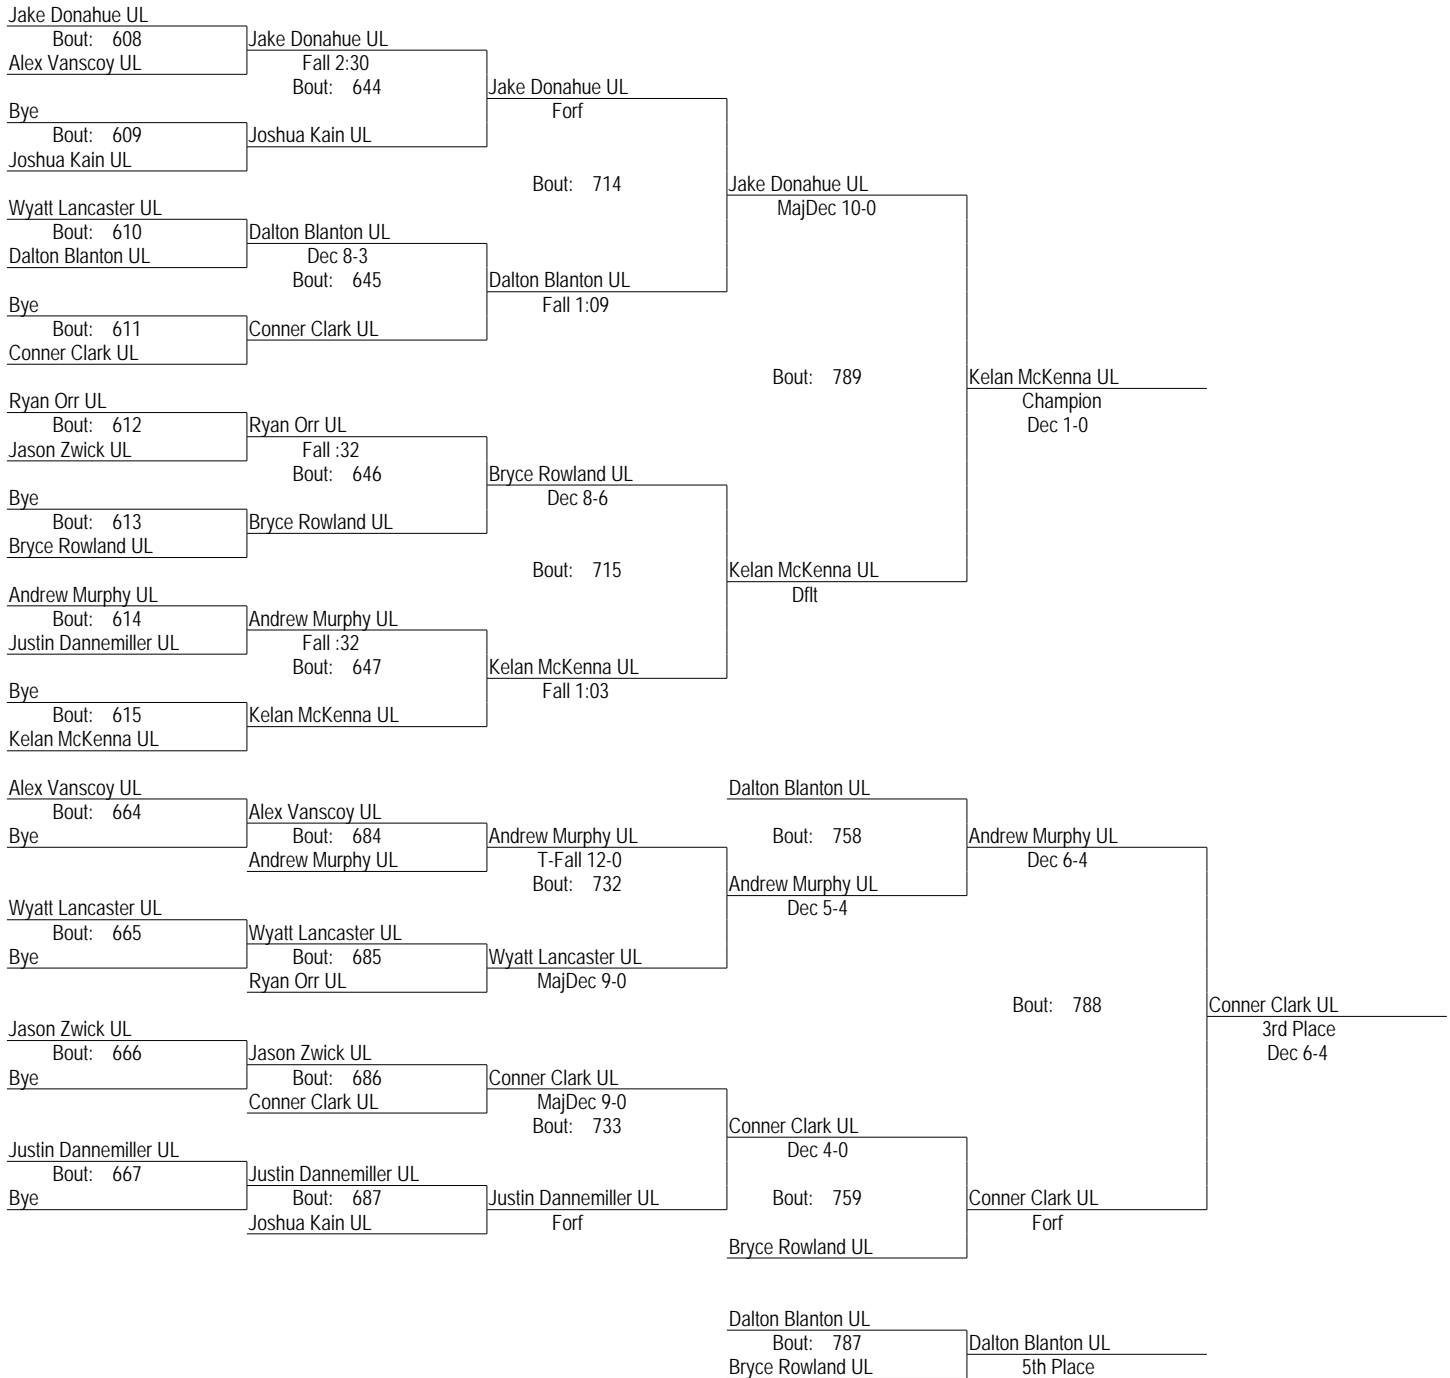 Jake Donahue UL
Bout: 608
Jake Donahue UL
Alex Vanscoy UL
Fall 2:30
Bout: 644
Jake Donahue UL
Bye
Forf
Bout: 609
Joshua Kain UL
Joshua Kain UL
Bout: 714
Jake Donahue UL
Wyatt Lancaster UL
MajDec 10-0
Bout: 610
Dalton Blanton UL
Dalton Blanton UL
Dec 8-3
Bout: 645
Dalton Blanton UL
Bye
Fall 1:09
Bout: 611
Conner Clark UL
Conner Clark UL
Bout: 789
Kelan McKenna UL
Ryan Orr UL
Champion
Bout: 612
Ryan Orr UL
Dec 1-0
Jason Zwick UL
Fall :32
Bout: 646
Bryce Rowland UL
Bye
Dec 8-6
Bout: 613
Bryce Rowland UL
Bryce Rowland UL
Bout: 715
Kelan McKenna UL
Andrew Murphy UL
Dflt
Bout: 614
Andrew Murphy UL
Justin Dannemiller UL
Fall :32
Bout: 647
Kelan McKenna UL
Bye
Fall 1:03
Bout: 615
Kelan McKenna UL
Kelan McKenna UL
Alex Vanscoy UL
Dalton Blanton UL
Bout: 664
Alex Vanscoy UL
Bye
Bout: 684
Andrew Murphy UL
Bout: 758
Andrew Murphy UL
Andrew Murphy UL
T-Fall 12-0
Dec 6-4
Bout: 732
Andrew Murphy UL
Wyatt Lancaster UL
Dec 5-4
Bout: 665
Wyatt Lancaster UL
Bye
Bout: 685
Wyatt Lancaster UL
Ryan Orr UL
MajDec 9-0
Bout: 788
Conner Clark UL
Jason Zwick UL
3rd Place
Bout: 666
Jason Zwick UL
Dec 6-4
Bye
Bout: 686
Conner Clark UL
Conner Clark UL
MajDec 9-0
Bout: 733
Conner Clark UL
Justin Dannemiller UL
Dec 4-0
Bout: 667
Justin Dannemiller UL
Bye
Bout: 687
Justin Dannemiller UL
Bout: 759
Conner Clark UL
Joshua Kain UL
Forf
Forf
Bryce Rowland UL
Dalton Blanton UL
Bout: 787
Dalton Blanton UL
Bryce Rowland UL
5th Place